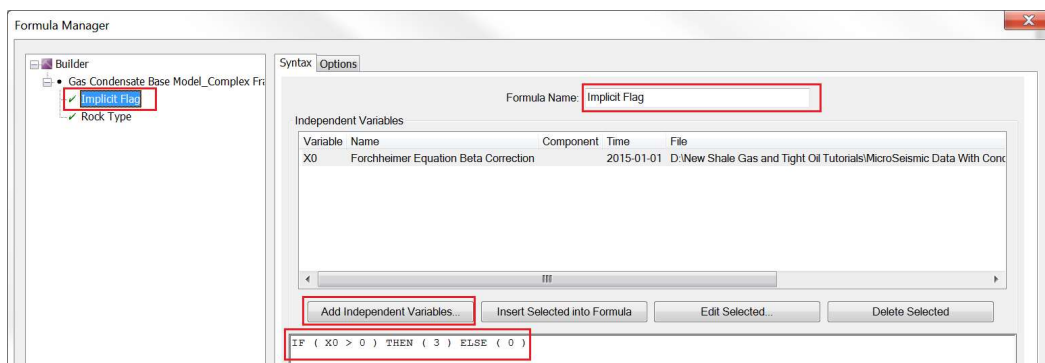 Formula Manager
X
Builder
Gas Condensate Base Model_Complex Fra
Implicit Flag
Rock Type
Syntax Options
Formula Name: Implicit Flag
Independent Variables
Variable Name Component Time File
X0 Forchheimer Equation Beta Correction 2015-01-01 D:\New Shale Gas and Tight Oil Tutorials\MicroSeismic Data With Cond
Add Independent Variables... Insert Selected into Formula Edit Selected... Delete Selected
IF ( X0 > 0 ) THEN ( 3 ) ELSE ( 0 )